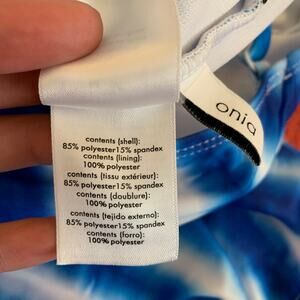 onia
contents (shell):
85% polyester15% spandex
contents (lining):
100% polyester
contents (tissu extérieur):
85% polyester15% spandex
contents (doublure):
100% polyester
contents (tejido externo):
85% polyester15% spandex
contents (forro):
100% polyester